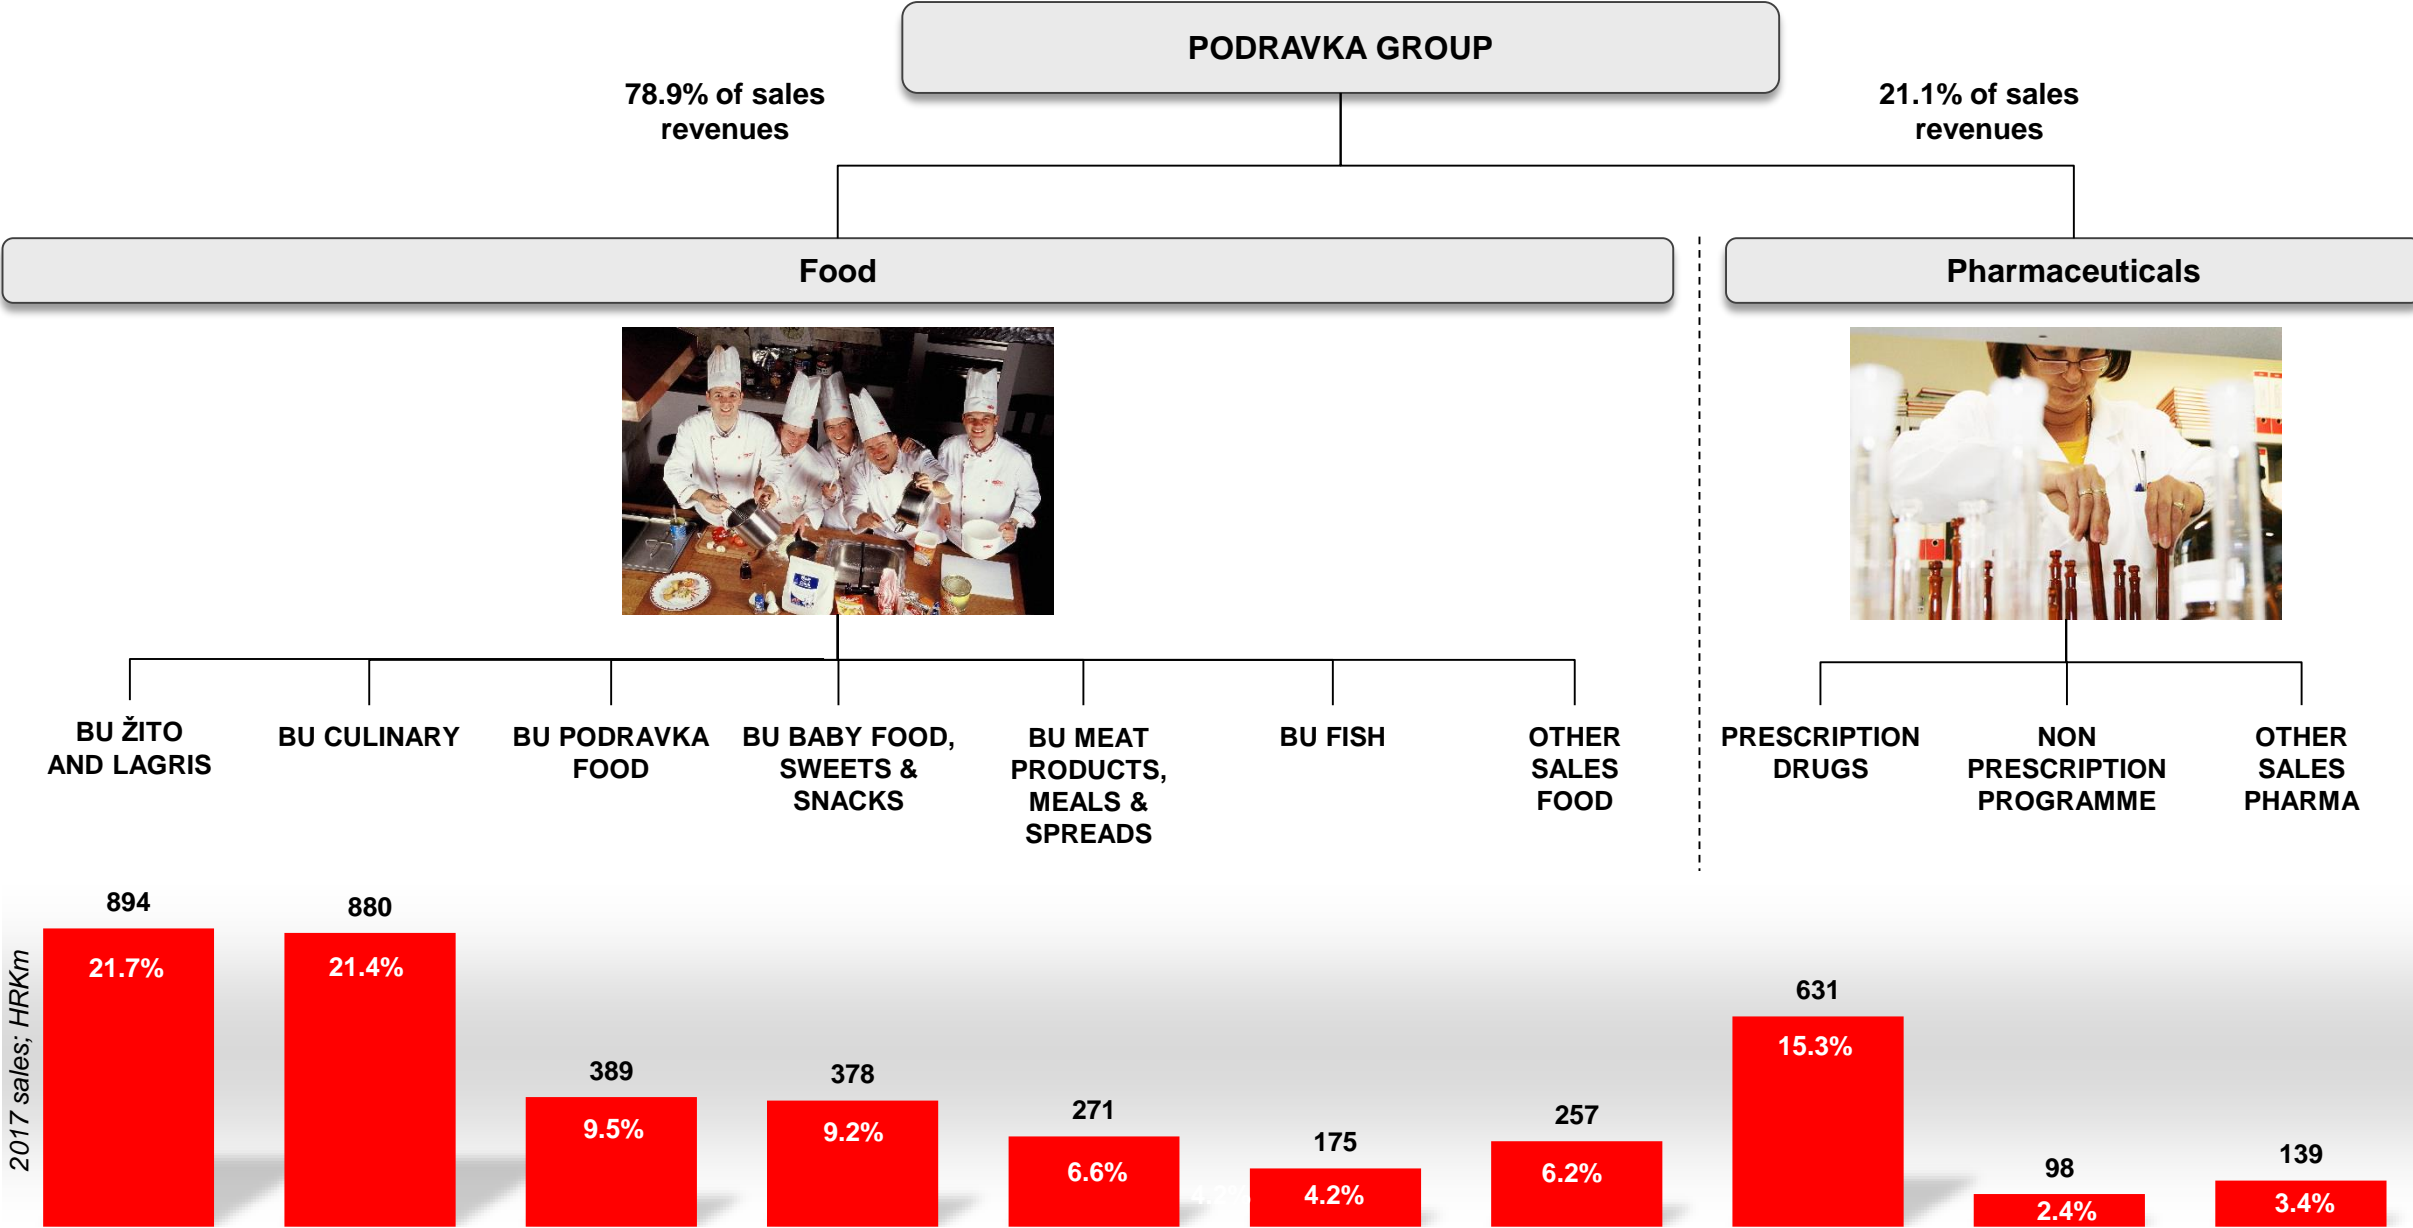 PODRAVKA GROUP
78.9% of sales
revenues
21.1% of sales
revenues
Food
Pharmaceuticals
BU ŽITO
AND LAGRIS
BU CULINARY
BU PODRAVKA
FOOD
BU BABY FOOD,
SWEETS &
SNACKS
BU MEAT
PRODUCTS,
MEALS &
SPREADS
BU FISH
OTHER
SALES
FOOD
PRESCRIPTION
DRUGS
NON
PRESCRIPTION
PROGRAMME
OTHER
SALES
PHARMA
2017 sales; HRKm
894
21.7%
880
21.4%
389
9.5%
378
9.2%
271
6.6%
4.2%
175
4.2%
257
6.2%
631
15.3%
98
2.4%
139
3.4%